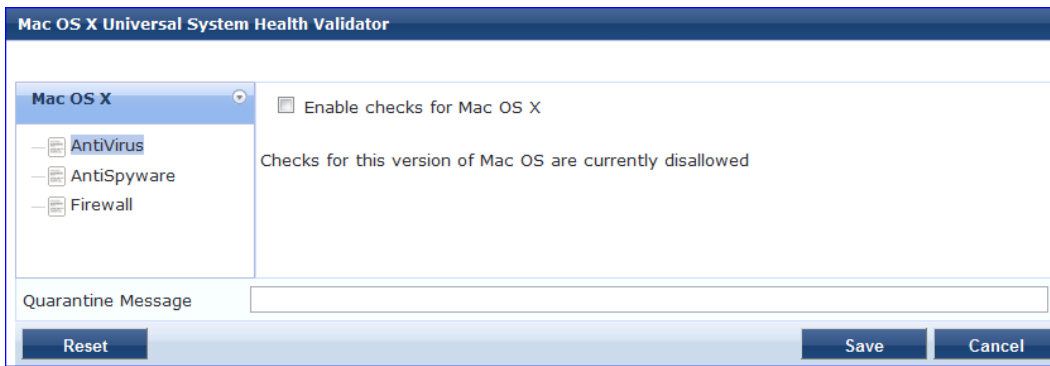 Mac OS X Universal System Health Validator
Mac OS X
Enable checks for Mac OS X
AntiVirus
Checks for this version of Mac OS are currently disallowed
AntiSpyware
Firewall
Quarantine Message
Reset
Save
Cancel